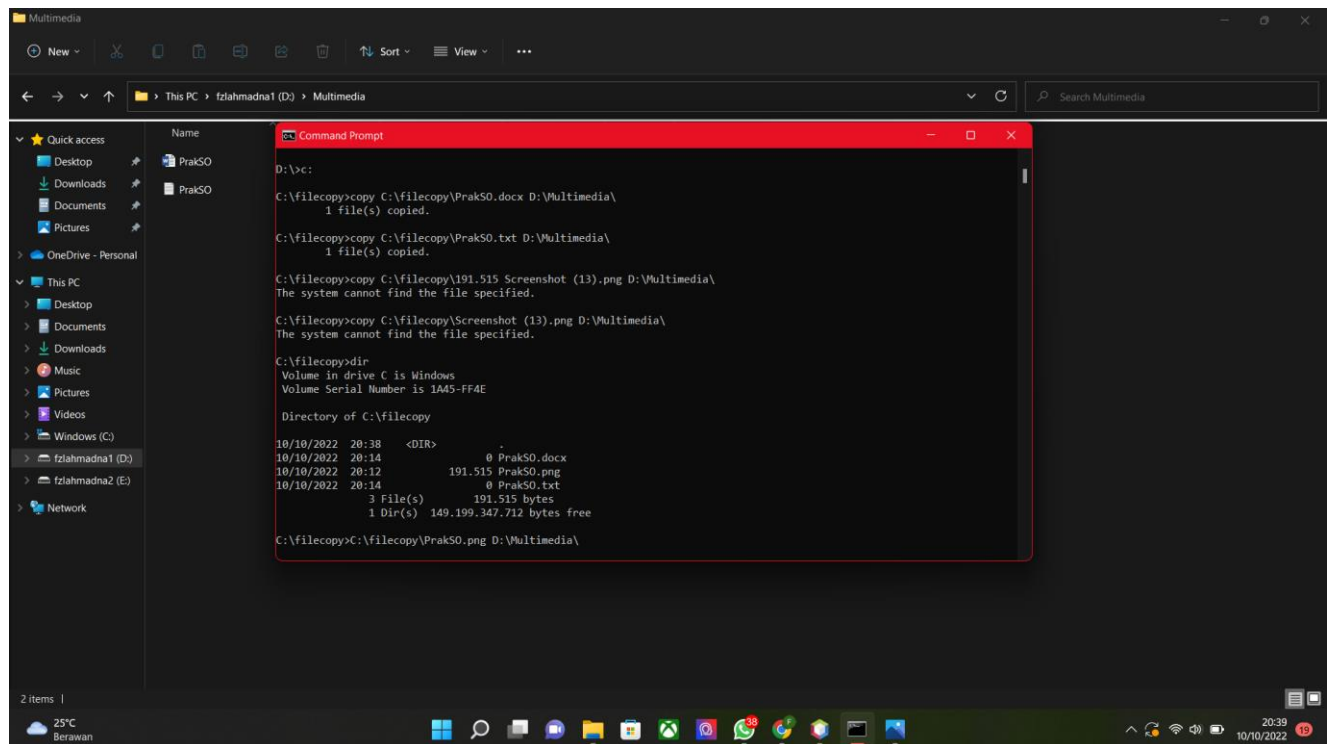 Multimedia
New
Sort
View
This PC > fzlahmadna1 (D:) > Multimedia
Search Multimedia
Quick access
Desktop
Downloads
Documents
Pictures
OneDrive - Personal
This PC
Desktop
Documents
Downloads
Music
Pictures
Videos
Windows (C:)
fzlahmadna1 (D:)
fzlahmadna2 (E:)
Network
Name
PrakSO
PrakSO
Command Prompt
D:\>c:
C:\filecopy>copy C:\filecopy\PrakSO.docx D:\Multimedia\
1 file(s) copied.
C:\filecopy>copy C:\filecopy\PrakSO.txt D:\Multimedia\
1 file(s) copied.
C:\filecopy>copy C:\filecopy\191.515 Screenshot (13).png D:\Multimedia\
The system cannot find the file specified.
C:\filecopy>copy C:\filecopy\Screenshot (13).png D:\Multimedia\
The system cannot find the file specified.
C:\filecopy>dir
Volume in drive C is Windows
Volume Serial Number is 1A45-FF4E
Directory of C:\filecopy
10/10/2022 20:38 <DIR> .
10/10/2022 20:14 0 PrakSO.docx
10/10/2022 20:12 191.515 PrakSO.png
10/10/2022 20:14 0 PrakSO.txt
3 File(s) 191.515 bytes
1 Dir(s) 149.199.347.712 bytes free
C:\filecopy>C:\filecopy\PrakSO.png D:\Multimedia\
2 items
25°C
Berawan
38
20:39
10/10/2022
19